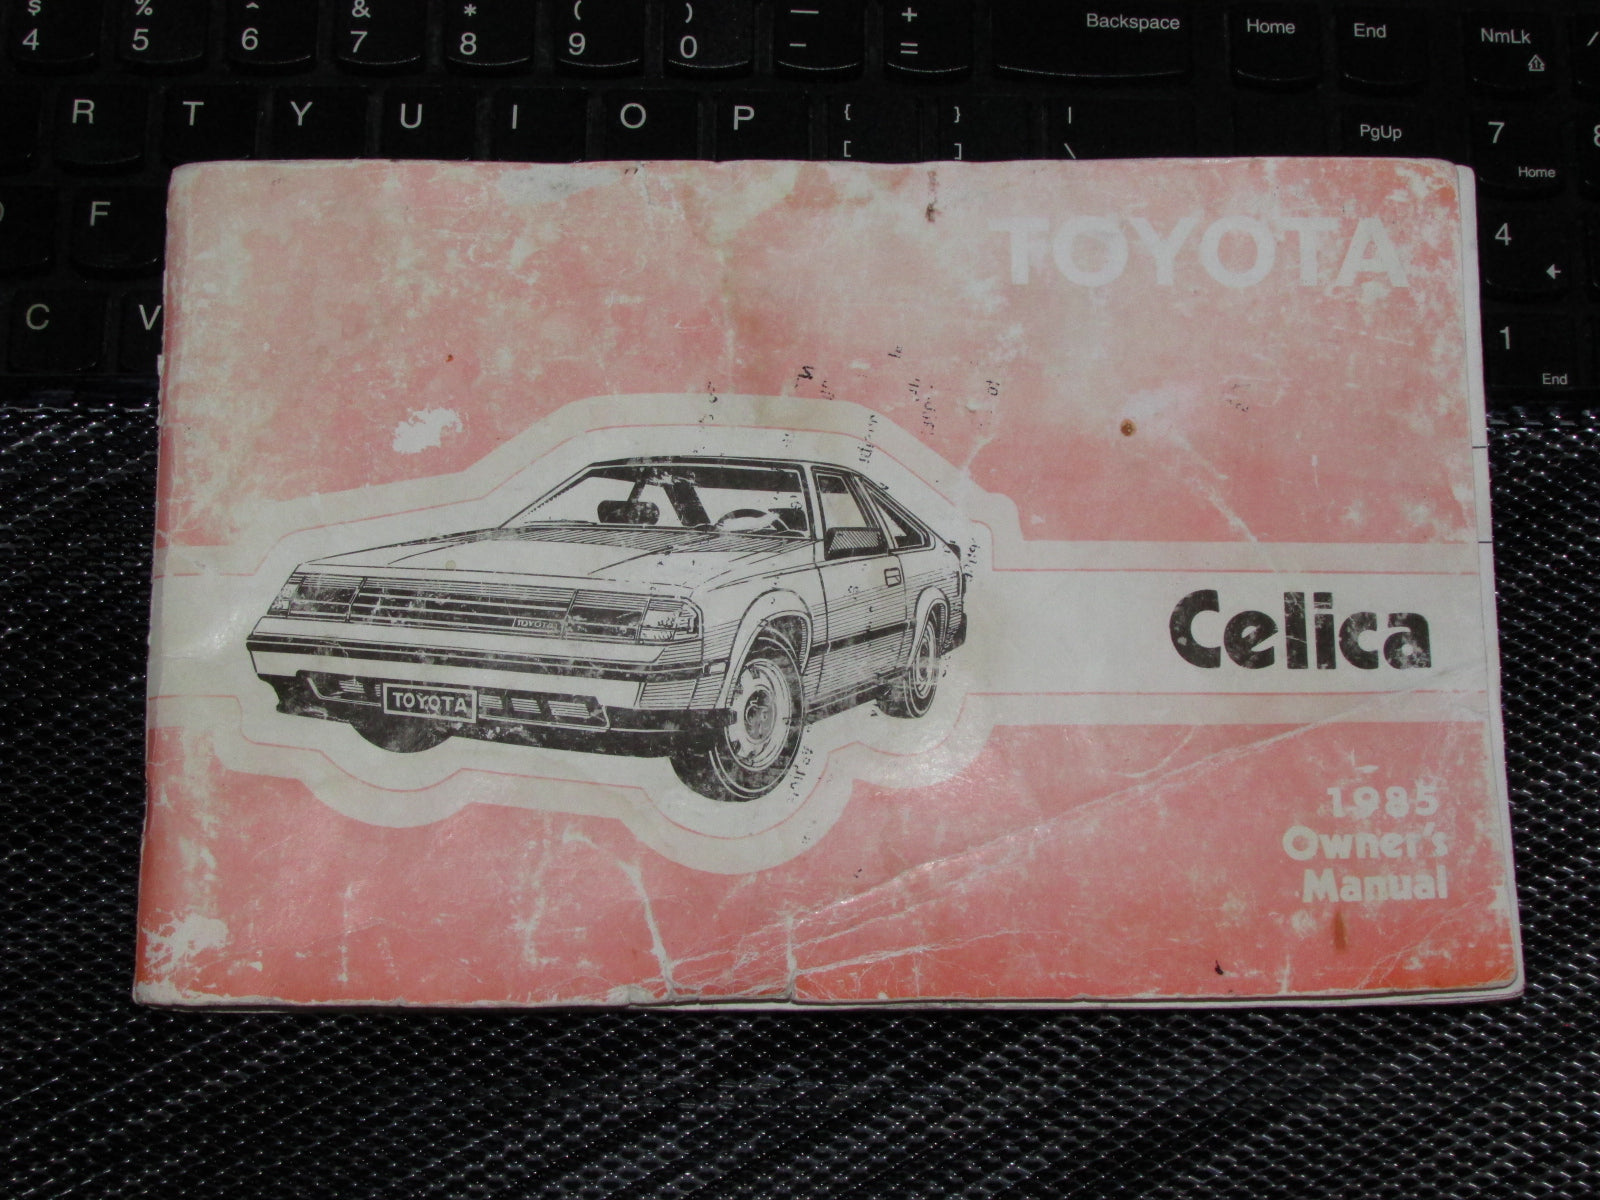 $ % ^ & * ( ) — +
4 5 6 7 8 9 0 - = Backspace Home End NmLk /
R T Y U I O P { } |
[ ] \ PgUp 7 8
Home
F
4
C V
1
End
TOYOTA
Celica
TOYOTA
TOYOTA
1985
Owner's
Manual